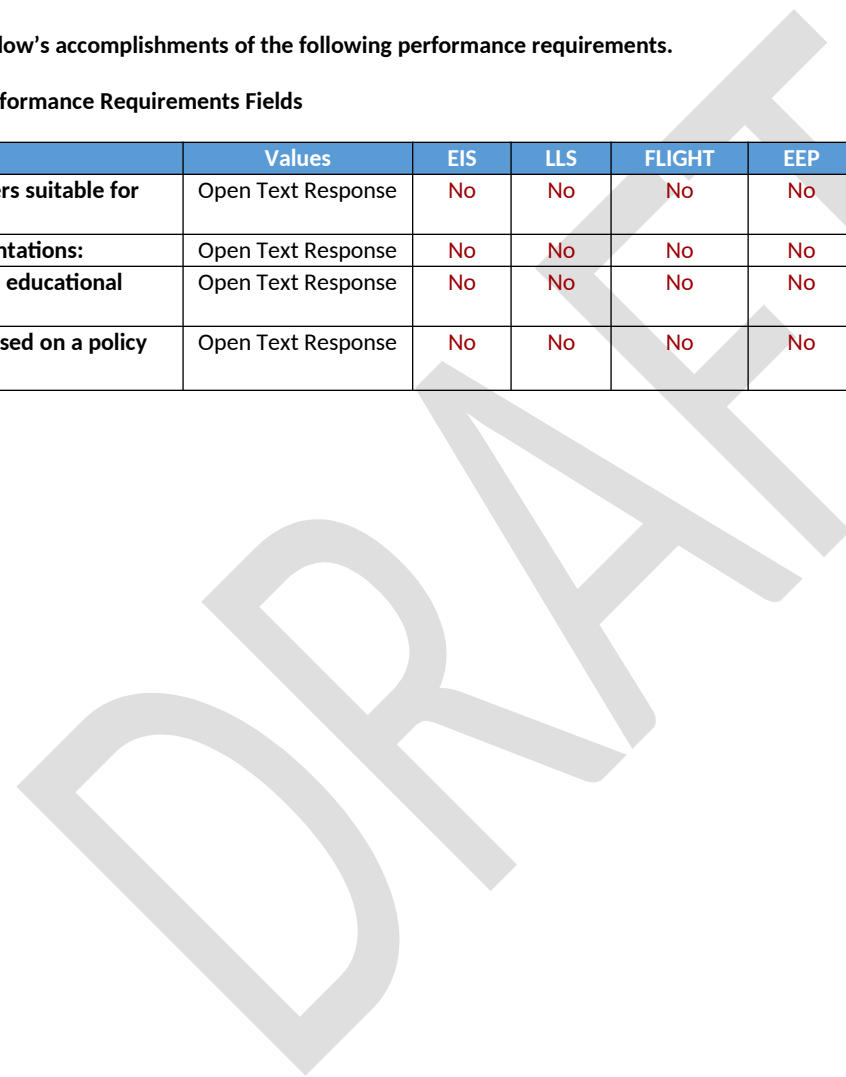 low's accomplishments of the following performance requirements.
formance Requirements Fields
Values EIS LLS FLIGHT EEP
ers suitable for Open Text Response No No No No
ntations: Open Text Response No No No No
educational Open Text Response No No No No
sed on a policy Open Text Response No No No No
DRAFT